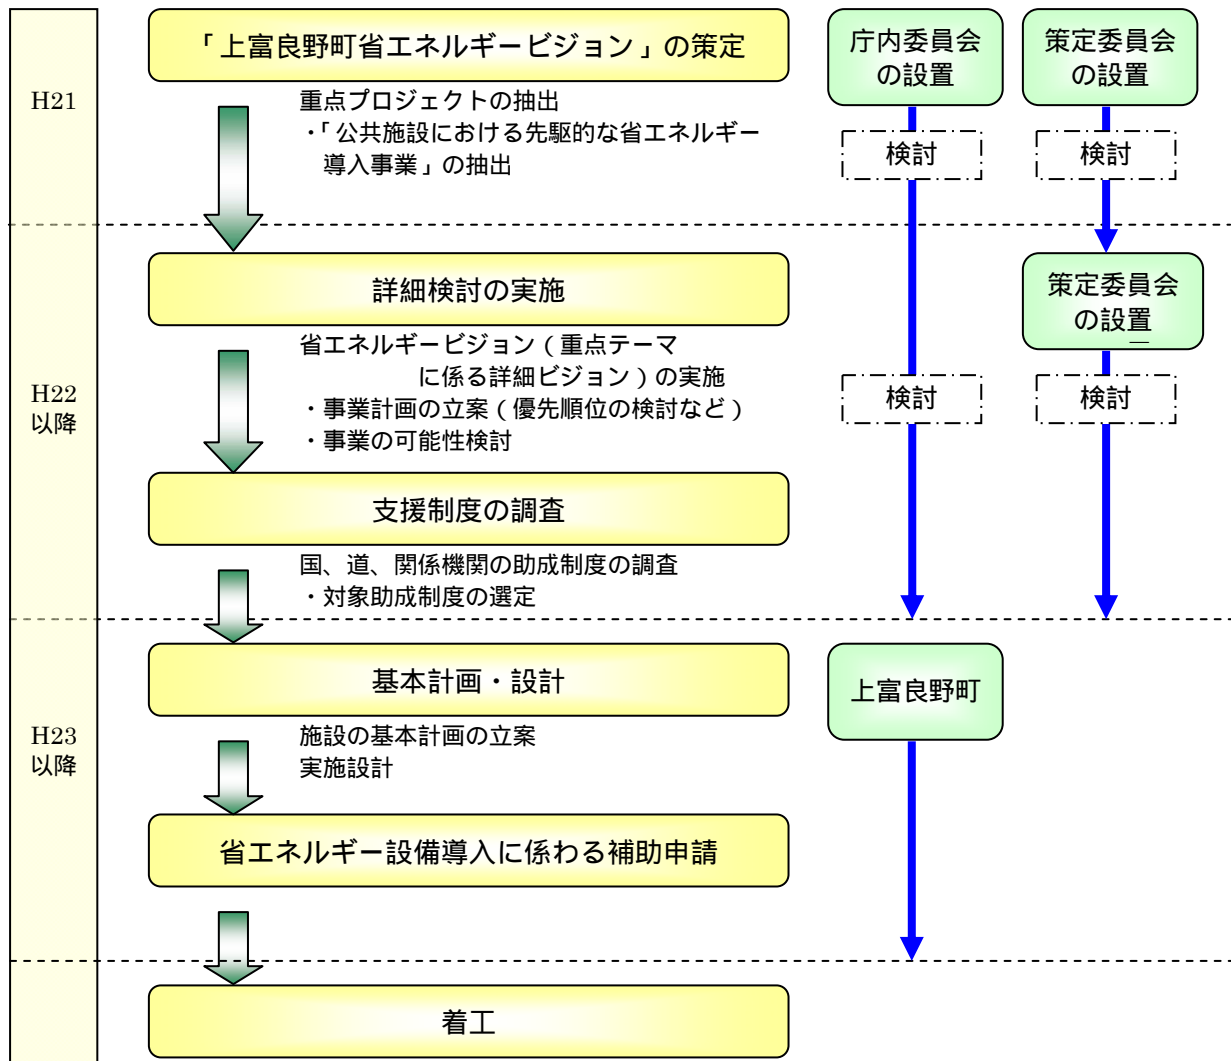 H21
「上富良野町省エネルギービジョン」の策定
重点プロジェクトの抽出
・「公共施設における先駆的な省エネルギー
導入事業」の抽出
庁内委員会
の設置
検討
策定委員会
の設置
検討
H22
以降
詳細検討の実施
省エネルギービジョン(重点テーマ
に係る詳細ビジョン)の実施
・事業計画の立案(優先順位の検討など)
・事業の可能性検討
検討
策定委員会
の設置
検討
支援制度の調査
国、道、関係機関の助成制度の調査
・対象助成制度の選定
H23
以降
基本計画・設計
施設の基本計画の立案
実施設計
上富良野町
省エネルギー設備導入に係わる補助申請
着工